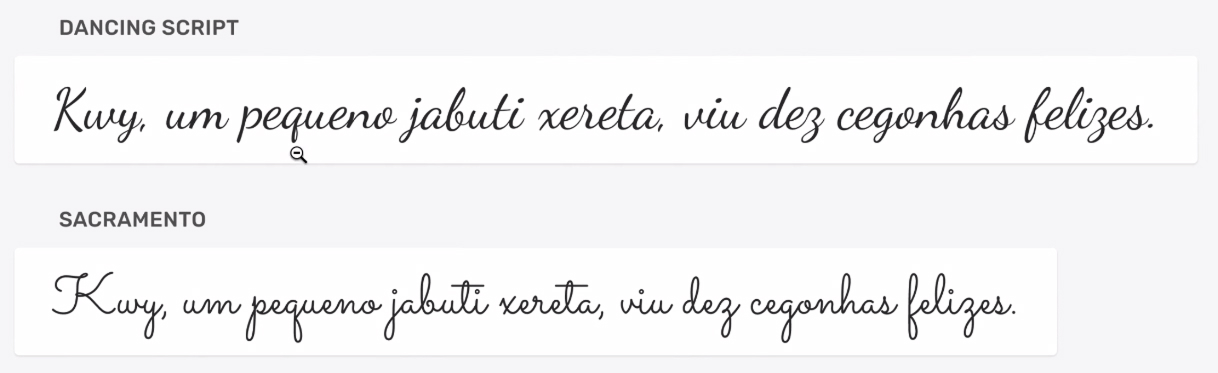 DANCING SCRIPT
Kwy, um pequeno jabuti xereta, viu dez cegonhas felizes.
SACRAMENTO
Kwy, um pequeno jabuti xereta, viu dez cegonhas felizes.